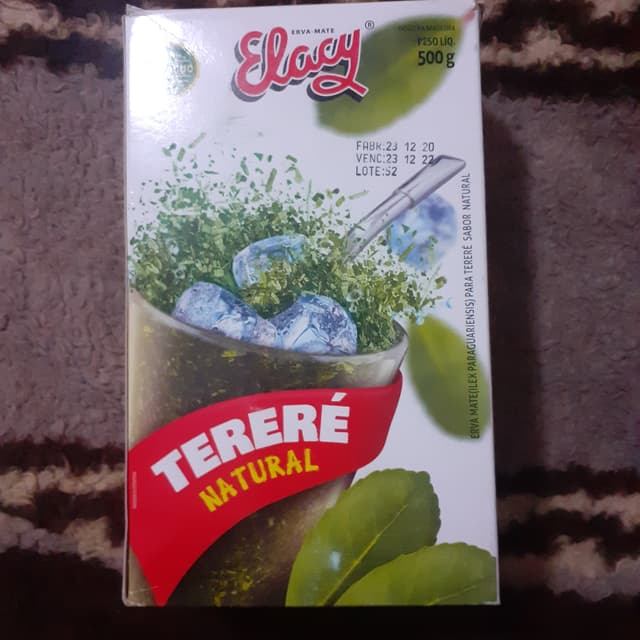 ERVA-MATE
Elacy®
PESO LÍQ.
500 g
FABR:23 12 20
VENC:23 12 22
LOTE:52
ERVA MATE(ILEX PARAGUARIENSIS) PARA TERERÉ SABOR NATURAL
TERERÉ
NATURAL